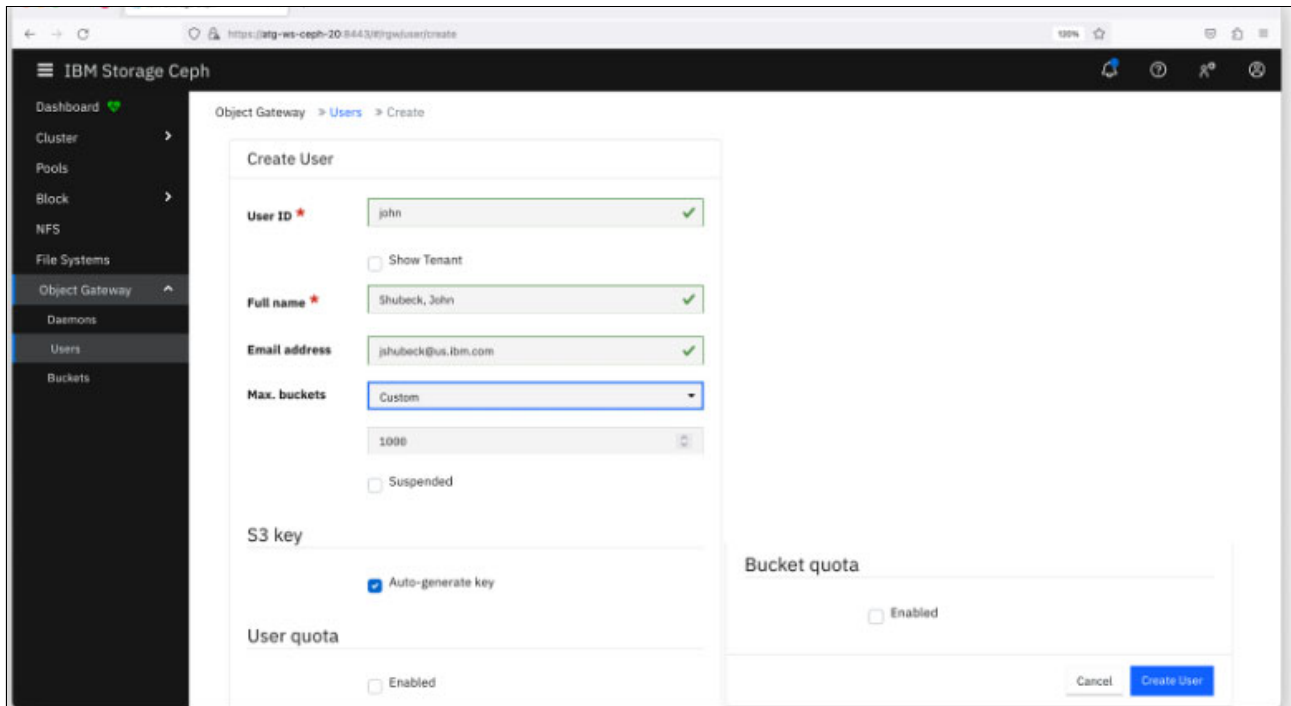 https://atg-ws-ceph-20:8443/#/rgw/user/create
120%
IBM Storage Ceph
Dashboard
Cluster
Pools
Block
NFS
File Systems
Object Gateway
Daemons
Users
Buckets
Object Gateway » Users » Create
Create User
User ID *
john
Show Tenant
Full name *
Shubeck, John
Email address
jshubeck@us.ibm.com
Max. buckets
Custom
1000
Suspended
S3 key
Auto-generate key
User quota
Enabled
Bucket quota
Enabled
Cancel
Create User